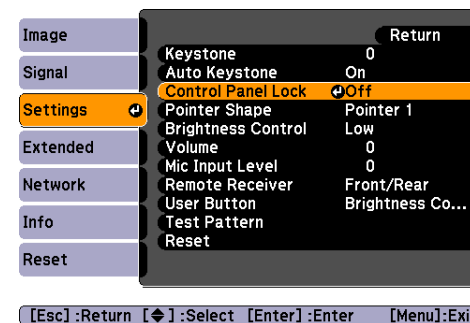 Image
Signal
Settings
Extended
Network
Info
Reset
Return
Keystone 0
Auto Keystone On
Control Panel Lock Off
Pointer Shape Pointer 1
Brightness Control Low
Volume 0
Mic Input Level 0
Remote Receiver Front/Rear
User Button Brightness Co...
Test Pattern
Reset
[Esc] :Return [◆] :Select [Enter] :Enter [Menu]:Exi